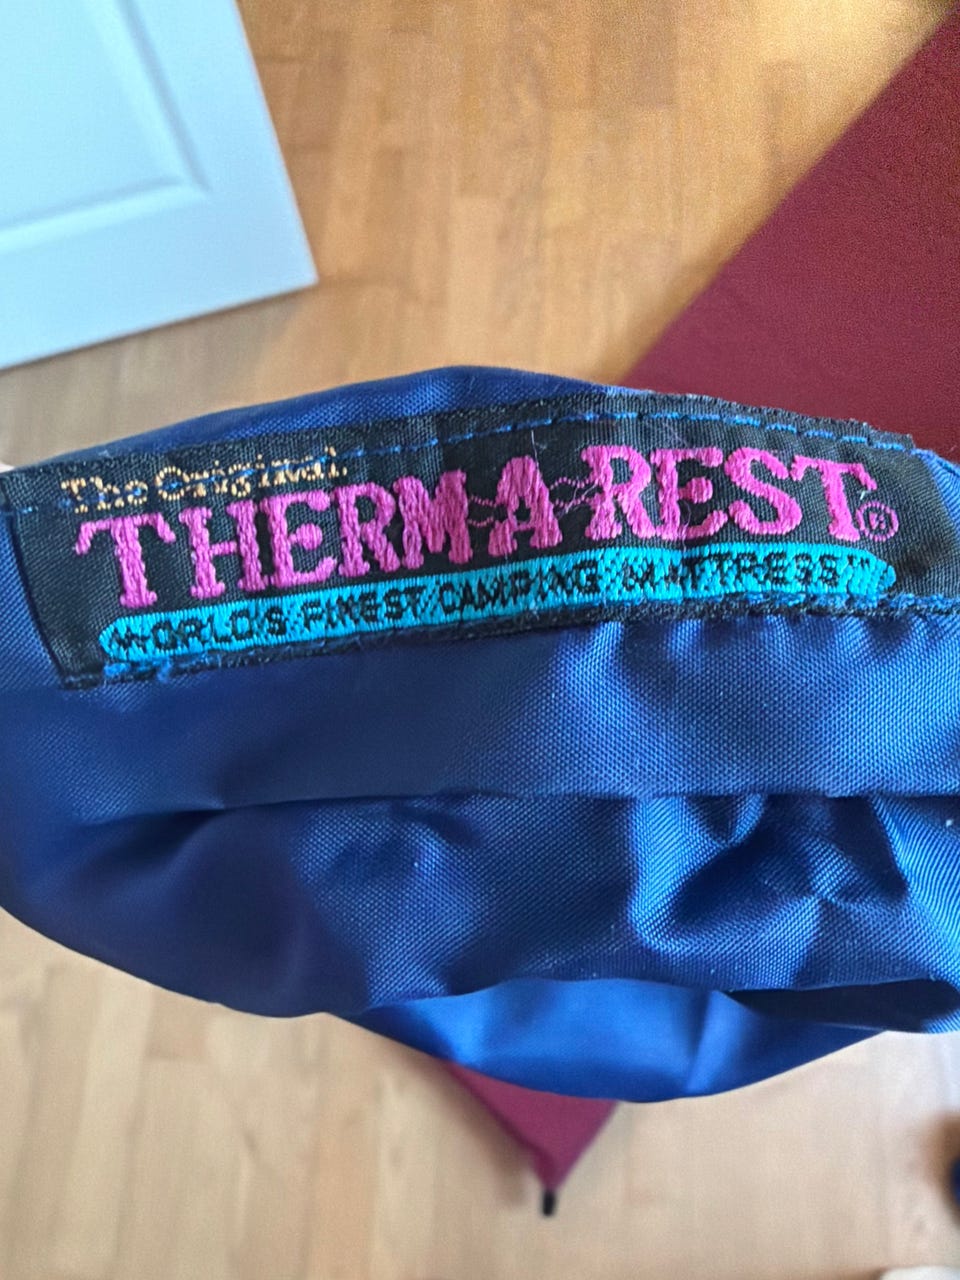 The Original
THERM-A-REST®
WORLD'S FINEST CAMPING MATTRESS™